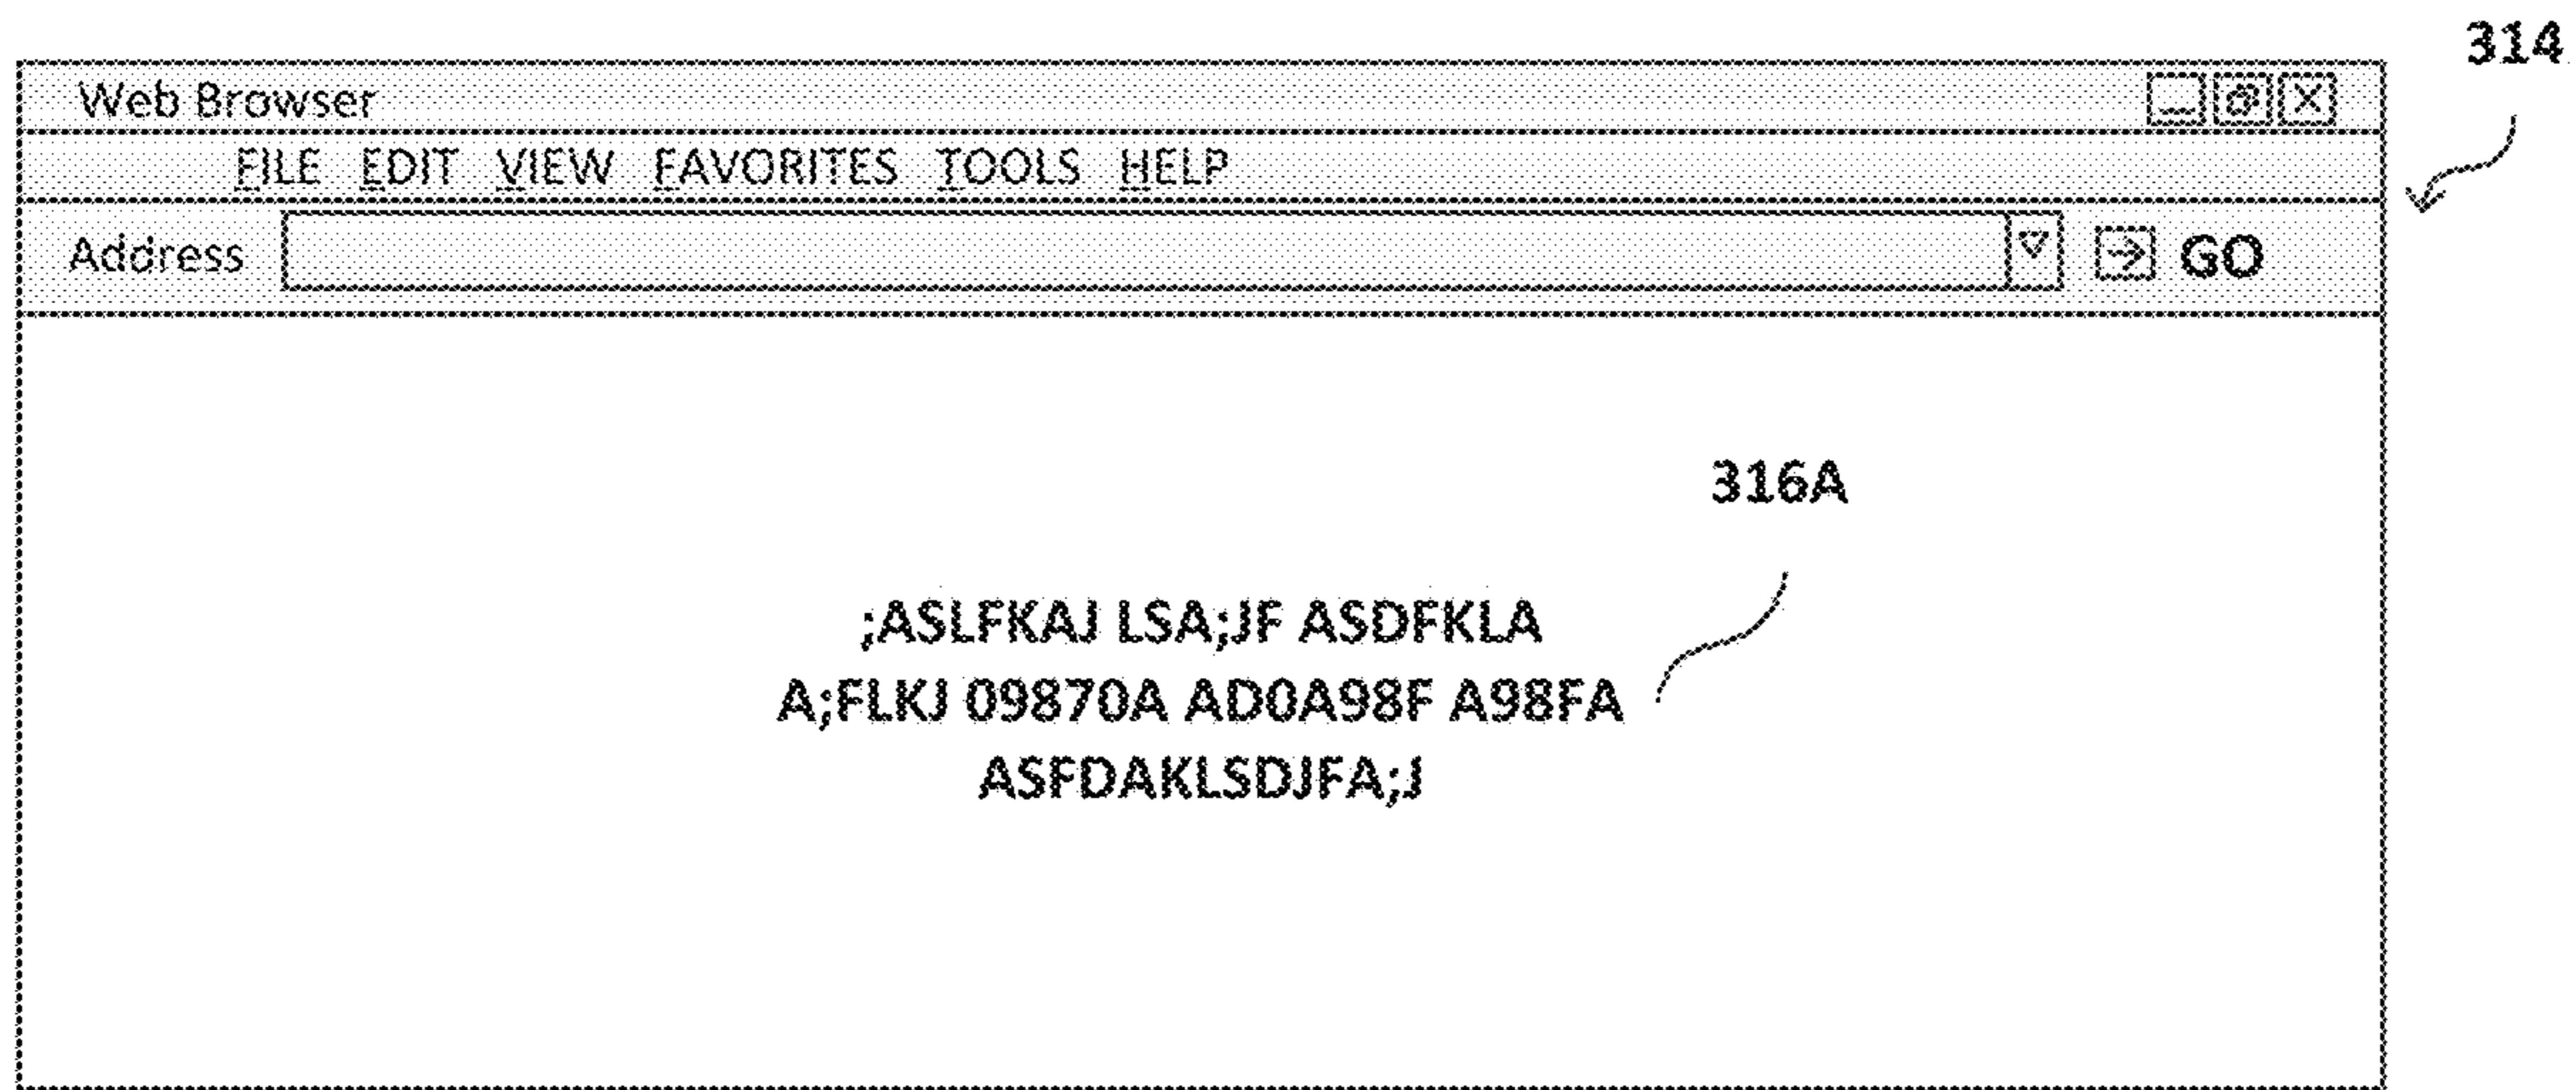 314
Web Browser
FILE EDIT VIEW FAVORITES TOOLS HELP
Address GO
316A
;ASLFKAJ LSA;JF ASDFKLA
A;FLKJ 09870A AD0A98F A98FA
ASFDAKLSDJFA;J